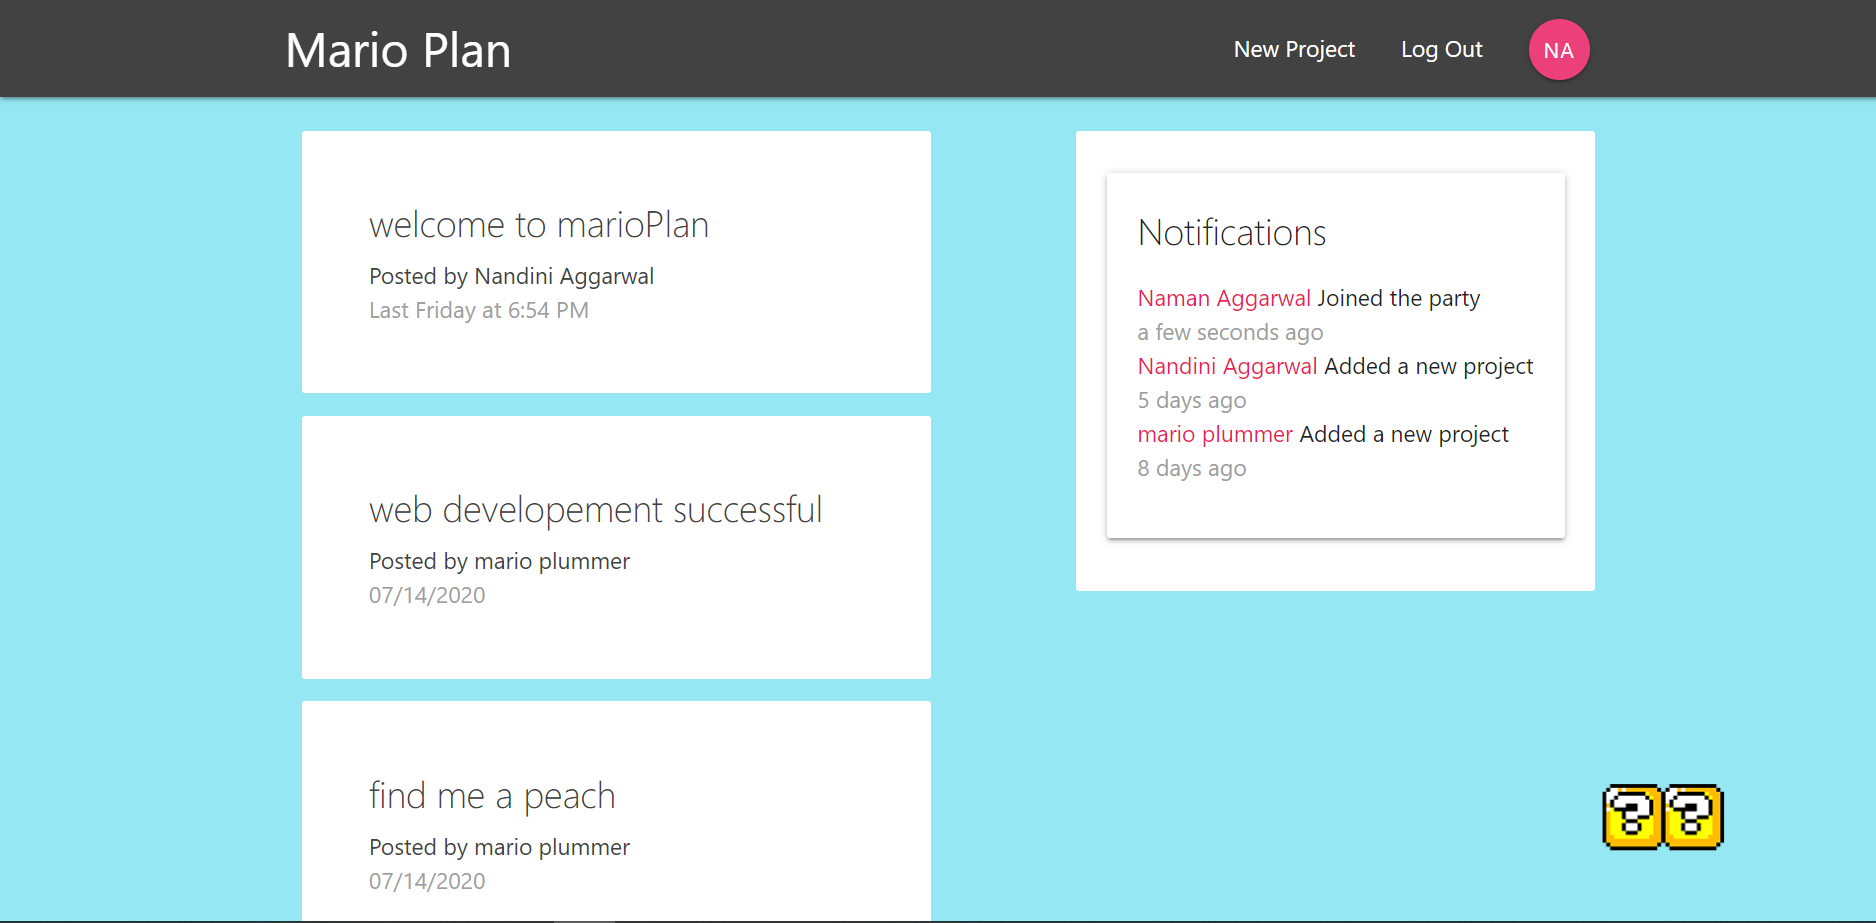 Mario Plan
New Project
Log Out
NA
welcome to marioPlan
Posted by Nandini Aggarwal
Last Friday at 6:54 PM
web developement successful
Posted by mario plummer
07/14/2020
find me a peach
Posted by mario plummer
07/14/2020
Notifications
Naman Aggarwal Joined the party
a few seconds ago
Nandini Aggarwal Added a new project
5 days ago
mario plummer Added a new project
8 days ago
? ?